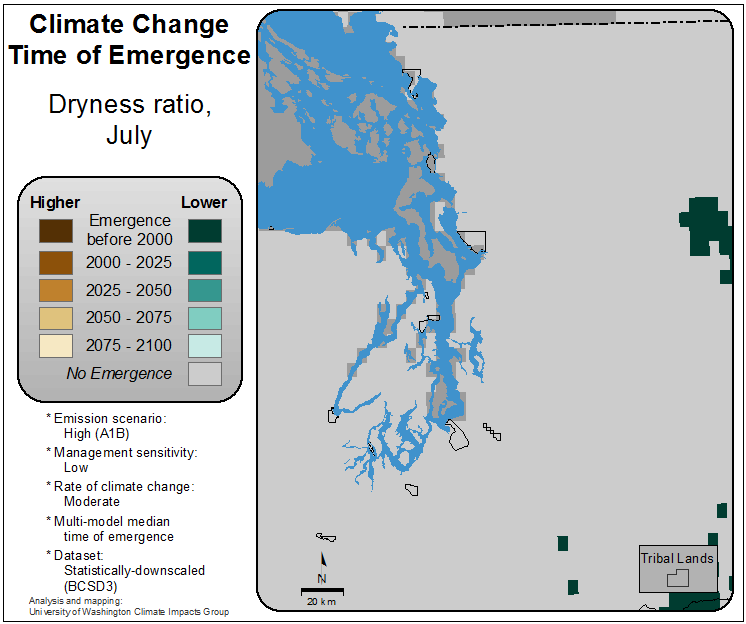 Climate Change
Time of Emergence
Dryness ratio,
July
Higher
Lower
Emergence
before 2000
2000 - 2025
2025 - 2050
2050 - 2075
2075 - 2100
No Emergence
* Emission scenario:
High (A1B)
* Management sensitivity:
Low
* Rate of climate change:
Moderate
* Multi-model median
time of emergence
* Dataset:
Statistically-downscaled
(BCSD3)
Analysis and mapping:
University of Washington Climate Impacts Group
N
20 km
Tribal Lands